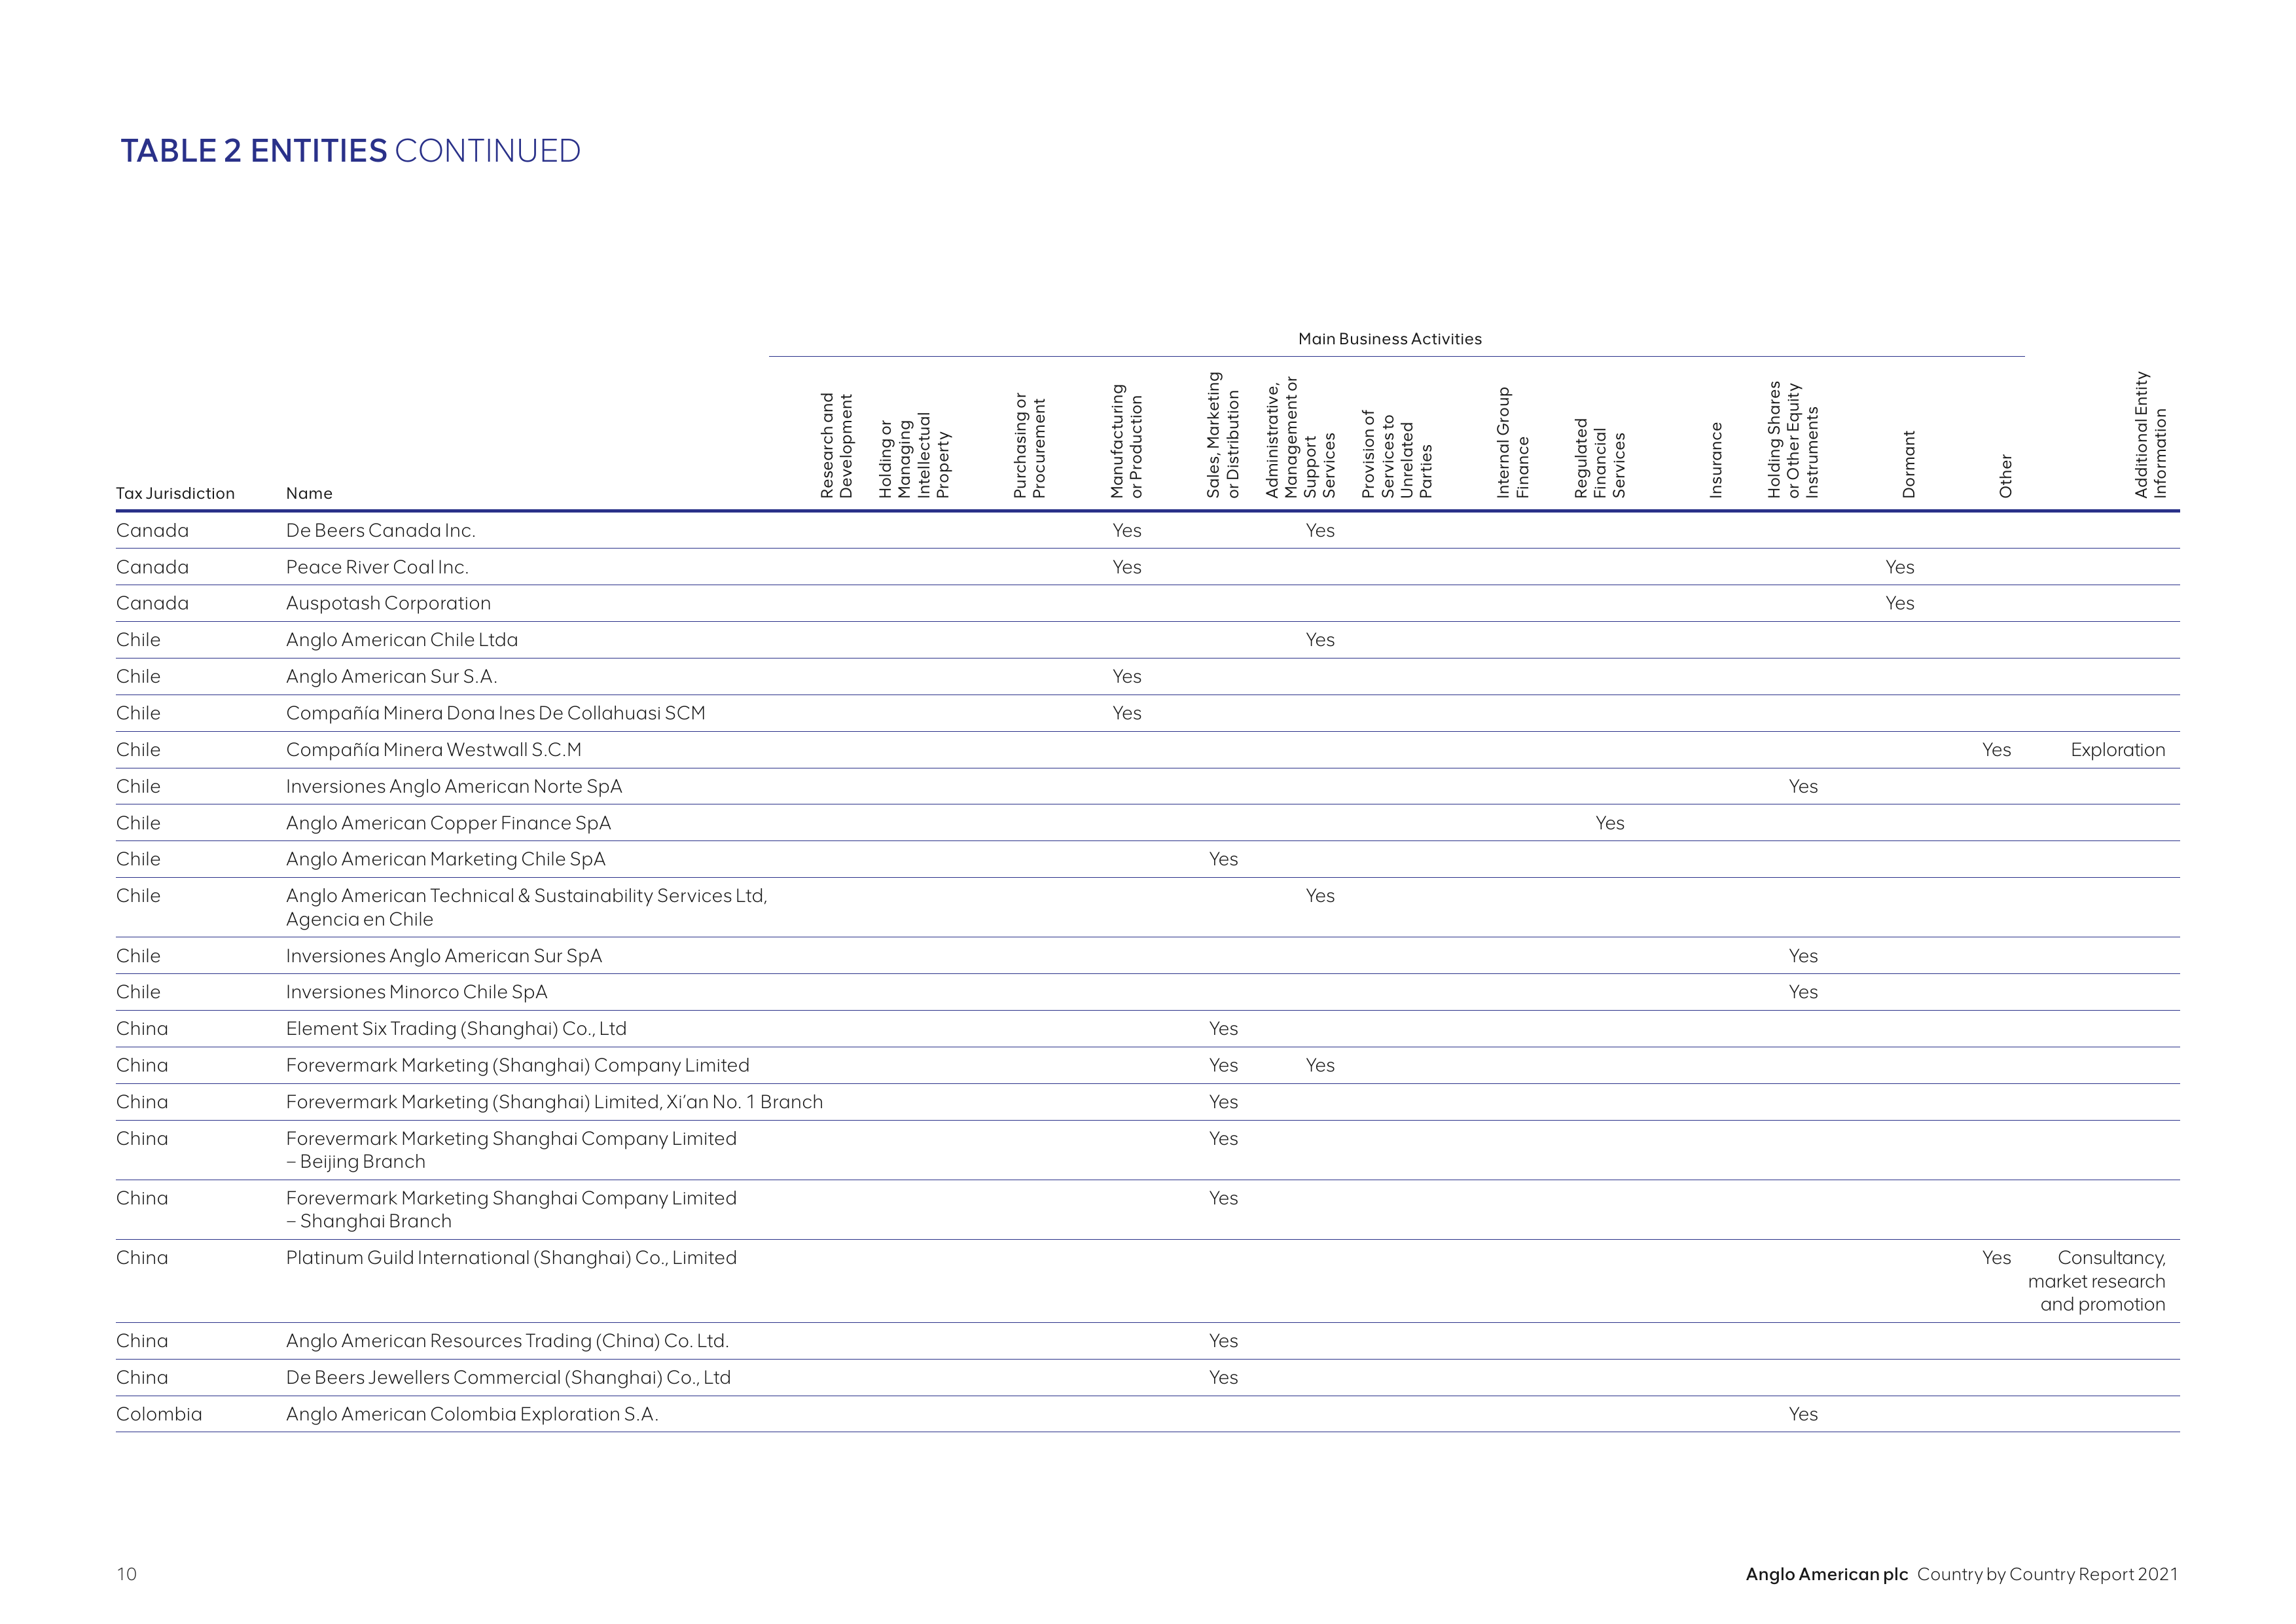 TABLE 2 ENTITIES CONTINUED
Main Business Activities
Tax Jurisdiction
Name
Research and
Development
Holding or
Managing
Intellectual
Property
Purchasing or
Procurement
Manufacturing
or Production
Sales, Marketing
or Distribution
Administrative,
Management or
Support
Services
Provision of
Services to
Unrelated
Parties
Internal Group
Finance
Regulated
Financial
Services
Insurance
Holding Shares
or Other Equity
Instruments
Dormant
Other
Additional Entity
Information
Canada De Beers Canada Inc. Yes Yes
Canada Peace River Coal Inc. Yes Yes
Canada Auspotash Corporation Yes
Chile Anglo American Chile Ltda Yes
Chile Anglo American Sur S.A. Yes
Chile Compañía Minera Dona Ines De Collahuasi SCM Yes
Chile Compañía Minera Westwall S.C.M Yes Exploration
Chile Inversiones Anglo American Norte SpA Yes
Chile Anglo American Copper Finance SpA Yes
Chile Anglo American Marketing Chile SpA Yes
Chile Anglo American Technical & Sustainability Services Ltd, Yes
Agencia en Chile
Chile Inversiones Anglo American Sur SpA Yes
Chile Inversiones Minorco Chile SpA Yes
China Element Six Trading (Shanghai) Co., Ltd Yes
China Forevermark Marketing (Shanghai) Company Limited Yes Yes
China Forevermark Marketing (Shanghai) Limited, Xi’an No. 1 Branch Yes
China Forevermark Marketing Shanghai Company Limited Yes
– Beijing Branch
China Forevermark Marketing Shanghai Company Limited Yes
– Shanghai Branch
China Platinum Guild International (Shanghai) Co., Limited Yes Consultancy,
market research
and promotion
China Anglo American Resources Trading (China) Co. Ltd. Yes
China De Beers Jewellers Commercial (Shanghai) Co., Ltd Yes
Colombia Anglo American Colombia Exploration S.A. Yes
10 Anglo American plc Country by Country Report 2021